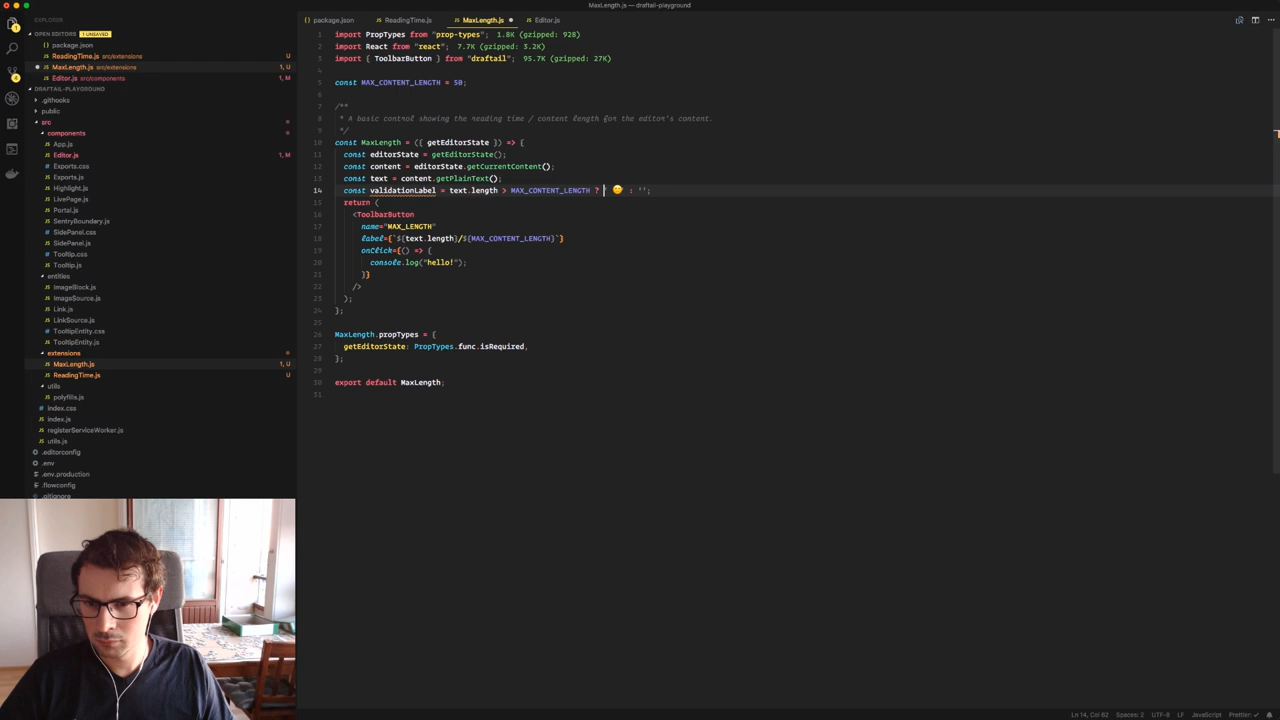 MaxLength.js — draftail-playground
EXPLORER
OPEN EDITORS 1 UNSAVED
package.json
ReadingTime.js src/extensions U
MaxLength.js src/extensions 1, U
Editor.js src/components 1, M
DRAFTAIL-PLAYGROUND
.githooks
public
src
components
App.js
Editor.js 1, M
Exports.css
Exports.js
Highlight.js
LivePage.js
Portal.js
SentryBoundary.js
SidePanel.css
SidePanel.js
Tooltip.css
Tooltip.js
entities
ImageBlock.js
ImageSource.js
Link.js
LinkSource.js
TooltipEntity.css
TooltipEntity.js
extensions
MaxLength.js 1, U
ReadingTime.js U
utils
polyfills.js
index.css
index.js
registerServiceWorker.js
utils.js
.editorconfig
.env
.env.production
.flowconfig
.gitignore
package.json ReadingTime.js MaxLength.js Editor.js
1 import PropTypes from "prop-types"; 1.8K (gzipped: 928)
2 import React from "react"; 7.7K (gzipped: 3.2K)
3 import { ToolbarButton } from "draftail"; 95.7K (gzipped: 27K)
4
5 const MAX_CONTENT_LENGTH = 50;
6
7 /**
8 * A basic control showing the reading time / content length for the editor's content.
9 */
10 const MaxLength = ({ getEditorState }) => {
11 const editorState = getEditorState();
12 const content = editorState.getCurrentContent();
13 const text = content.getPlainText();
14 const validationLabel = text.length > MAX_CONTENT_LENGTH ? 😕 : '';
15 return (
16 <ToolbarButton
17 name="MAX_LENGTH"
18 label={`${text.length}/${MAX_CONTENT_LENGTH}`}
19 onClick={() => {
20 console.log("hello!");
21 }}
22 />
23 );
24 };
25
26 MaxLength.propTypes = {
27 getEditorState: PropTypes.func.isRequired,
28 };
29
30 export default MaxLength;
31
Ln 14, Col 62 Spaces: 2 UTF-8 LF JavaScript Prettier: ✓